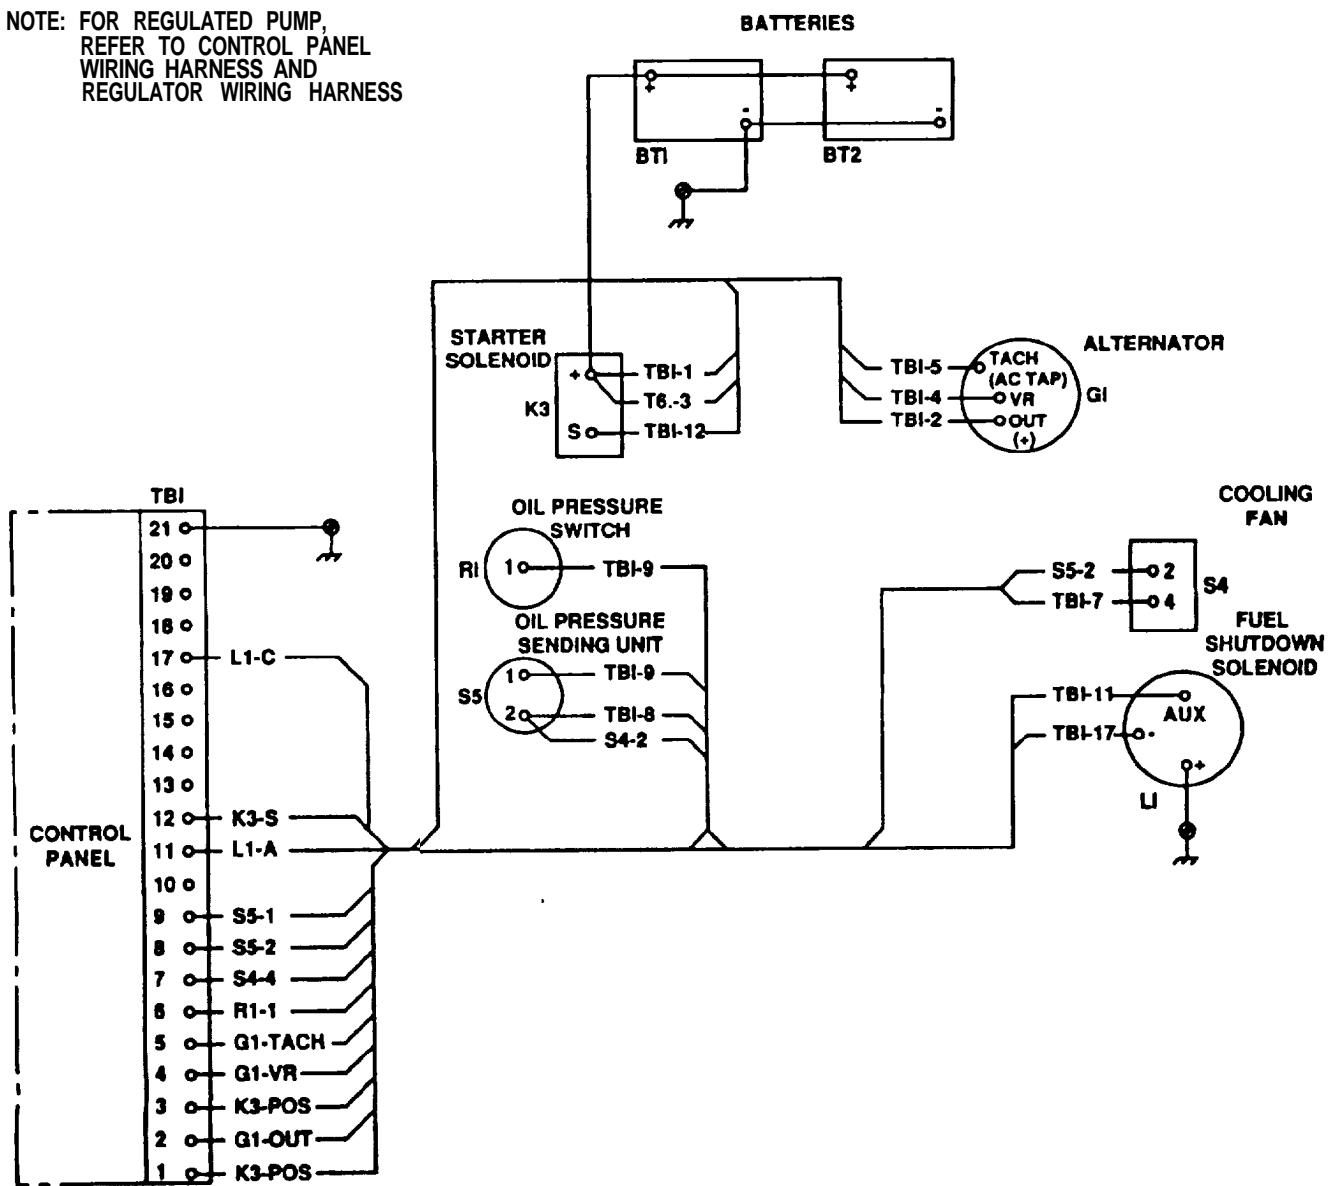 NOTE: FOR REGULATED PUMP,
REFER TO CONTROL PANEL
WIRING HARNESS AND
REGULATOR WIRING HARNESS
BATTERIES
+
+
-
-
BT1
BT2
STARTER
SOLENOID
+
K3
S
TBI-1
T6.-3
TBI-12
ALTERNATOR
TBI-5
TACH
(AC TAP)
TBI-4
VR
GI
TBI-2
OUT
(+)
OIL PRESSURE
SWITCH
RI
1
TBI-9
OIL PRESSURE
SENDING UNIT
S5
1
TBI-9
2
TBI-8
S4-2
COOLING
FAN
S5-2
2
TBI-7
4
S4
FUEL
SHUTDOWN
SOLENOID
TBI-11
AUX
TBI-17
-
+
LI
TBI
21
20
19
18
17 L1-C
16
15
14
13
12 K3-S
CONTROL
PANEL
11 L1-A
10
9 S5-1
8 S5-2
7 S4-4
6 R1-1
5 G1-TACH
4 G1-VR
3 K3-POS
2 G1-OUT
1 K3-POS